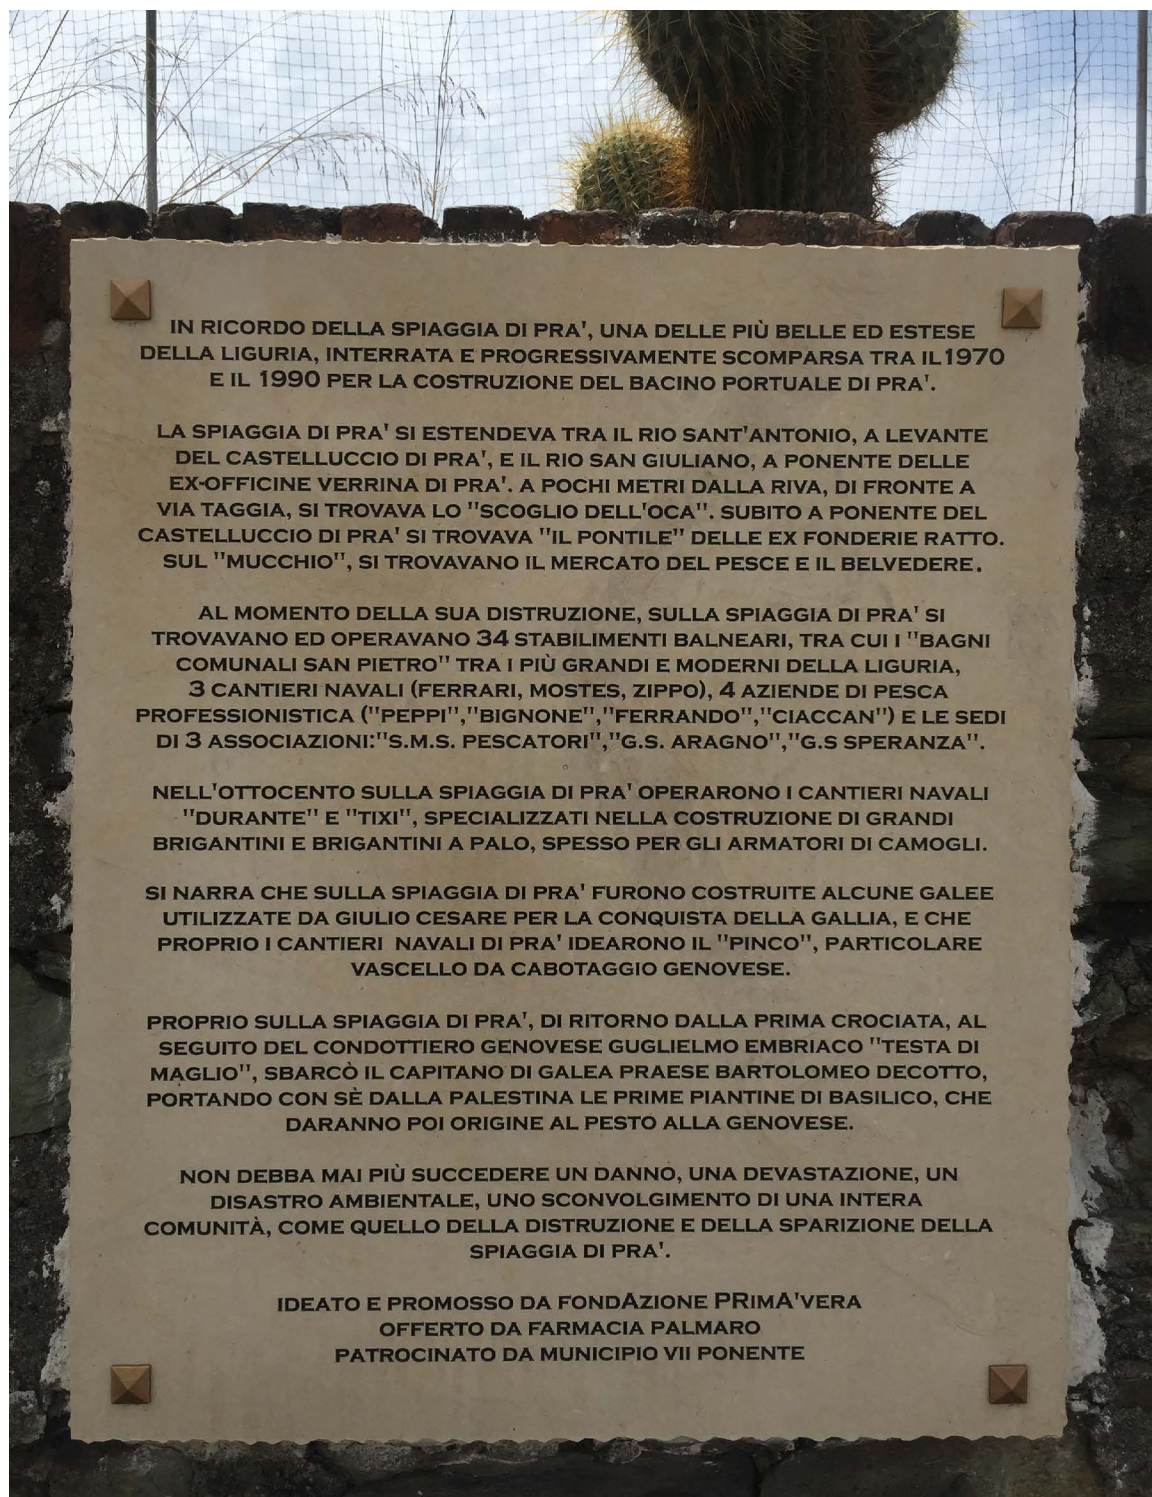 IN RICORDO DELLA SPIAGGIA DI PRA', UNA DELLE PIÙ BELLE ED ESTESE
DELLA LIGURIA, INTERRATA E PROGRESSIVAMENTE SCOMPARSA TRA IL 1970
E IL 1990 PER LA COSTRUZIONE DEL BACINO PORTUALE DI PRA'.
LA SPIAGGIA DI PRA' SI ESTENDEVA TRA IL RIO SANT'ANTONIO, A LEVANTE
DEL CASTELLUCCIO DI PRA', E IL RIO SAN GIULIANO, A PONENTE DELLE
EX-OFFICINE VERRINA DI PRA'. A POCHI METRI DALLA RIVA, DI FRONTE A
VIA TAGGIA, SI TROVAVA LO "SCOGLIO DELL'OCA". SUBITO A PONENTE DEL
CASTELLUCCIO DI PRA' SI TROVAVA "IL PONTILE" DELLE EX FONDERIE RATTO.
SUL "MUCCHIO", SI TROVAVANO IL MERCATO DEL PESCE E IL BELVEDERE.
AL MOMENTO DELLA SUA DISTRUZIONE, SULLA SPIAGGIA DI PRA' SI
TROVAVANO ED OPERAVANO 34 STABILIMENTI BALNEARI, TRA CUI I "BAGNI
COMUNALI SAN PIETRO" TRA I PIÙ GRANDI E MODERNI DELLA LIGURIA,
3 CANTIERI NAVALI (FERRARI, MOSTES, ZIPPO), 4 AZIENDE DI PESCA
PROFESSIONISTICA ("PEPPI","BIGNONE","FERRANDO","CIACCAN") E LE SEDI
DI 3 ASSOCIAZIONI:"S.M.S. PESCATORI","G.S. ARAGNO","G.S SPERANZA".
NELL'OTTOCENTO SULLA SPIAGGIA DI PRA' OPERARONO I CANTIERI NAVALI
"DURANTE" E "TIXI", SPECIALIZZATI NELLA COSTRUZIONE DI GRANDI
BRIGANTINI E BRIGANTINI A PALO, SPESSO PER GLI ARMATORI DI CAMOGLI.
SI NARRA CHE SULLA SPIAGGIA DI PRA' FURONO COSTRUITE ALCUNE GALEE
UTILIZZATE DA GIULIO CESARE PER LA CONQUISTA DELLA GALLIA, E CHE
PROPRIO I CANTIERI NAVALI DI PRA' IDEARONO IL "PINCO", PARTICOLARE
VASCELLO DA CABOTAGGIO GENOVESE.
PROPRIO SULLA SPIAGGIA DI PRA', DI RITORNO DALLA PRIMA CROCIATA, AL
SEGUITO DEL CONDOTTIERO GENOVESE GUGLIELMO EMBRIACO "TESTA DI
MAGLIO", SBARCÒ IL CAPITANO DI GALEA PRAESE BARTOLOMEO DECOTTO,
PORTANDO CON SÈ DALLA PALESTINA LE PRIME PIANTINE DI BASILICO, CHE
DARANNO POI ORIGINE AL PESTO ALLA GENOVESE.
NON DEBBA MAI PIÙ SUCCEDERE UN DANNO, UNA DEVASTAZIONE, UN
DISASTRO AMBIENTALE, UNO SCONVOLGIMENTO DI UNA INTERA
COMUNITÀ, COME QUELLO DELLA DISTRUZIONE E DELLA SPARIZIONE DELLA
SPIAGGIA DI PRA'.
IDEATO E PROMOSSO DA FONDAZIONE PRimA'VERA
OFFERTO DA FARMACIA PALMARO
PATROCINATO DA MUNICIPIO VII PONENTE